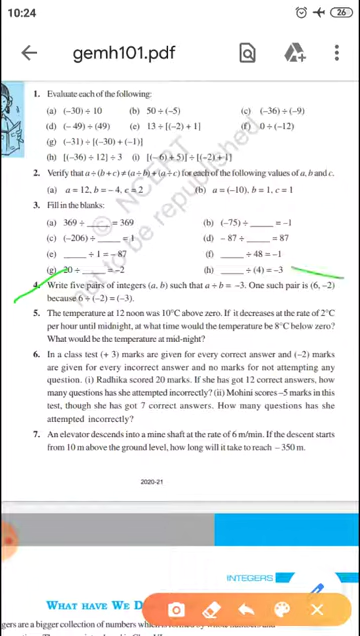 10:24
26
gemh101.pdf
1. Evaluate each of the following:
(a) (–30) ÷ 10 (b) 50 ÷ (–5) (c) (–36) ÷ (–9)
(d) (– 49) ÷ (49) (e) 13 ÷ [(–2) + 1] (f) 0 ÷ (–12)
(g) (–31) ÷ [(–30) + (–1)]
(h) [(–36) ÷ 12] ÷ 3 (i) [(–6) + 5)] ÷ [(–2) + 1]
2. Verify that a ÷ (b + c) ≠ (a ÷ b) + (a ÷ c) for each of the following values of a, b and c.
(a) a = 12, b = – 4, c = 2 (b) a = (–10), b = 1, c = 1
3. Fill in the blanks:
(a) 369 ÷ _____ = 369 (b) (–75) ÷ _____ = –1
(c) (–206) ÷ _____ = 1 (d) – 87 ÷ _____ = 87
(e) _____ ÷ 1 = – 87 (f) _____ ÷ 48 = –1
(g) 20 ÷ _____ = –2 (h) _____ ÷ (4) = –3
4. Write five pairs of integers (a, b) such that a ÷ b = –3. One such pair is (6, –2)
because 6 ÷ (–2) = (–3).
5. The temperature at 12 noon was 10°C above zero. If it decreases at the rate of 2°C
per hour until midnight, at what time would the temperature be 8°C below zero?
What would be the temperature at mid-night?
6. In a class test (+ 3) marks are given for every correct answer and (–2) marks
are given for every incorrect answer and no marks for not attempting any
question. (i) Radhika scored 20 marks. If she has got 12 correct answers, how
many questions has she attempted incorrectly? (ii) Mohini scores –5 marks in this
test, though she has got 7 correct answers. How many questions has she
attempted incorrectly?
7. An elevator descends into a mine shaft at the rate of 6 m/min. If the descent starts
from 10 m above the ground level, how long will it take to reach – 350 m.
© NCERT
not to be republished
2020-21
INTEGERS
WHAT HAVE WE D
gers are a bigger collection of numbers which